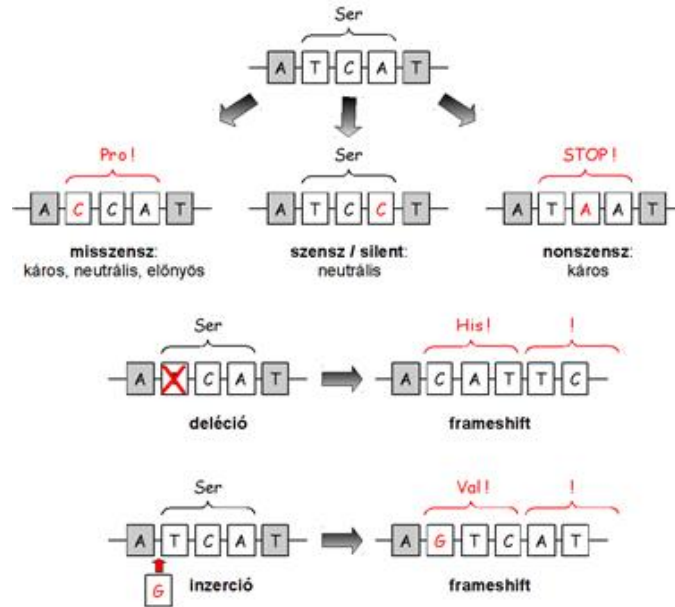 Ser
A T C A T
Pro! Ser STOP!
A C C A T A T C C T A T A A T
misszensz: szensz / silent: nonszensz:
káros, neutrális, előnyös neutrális káros
Ser His! !
A C A T A C A T T C
deléció frameshift
Ser Val! !
A T C A T A G T C A T
G inzerció frameshift